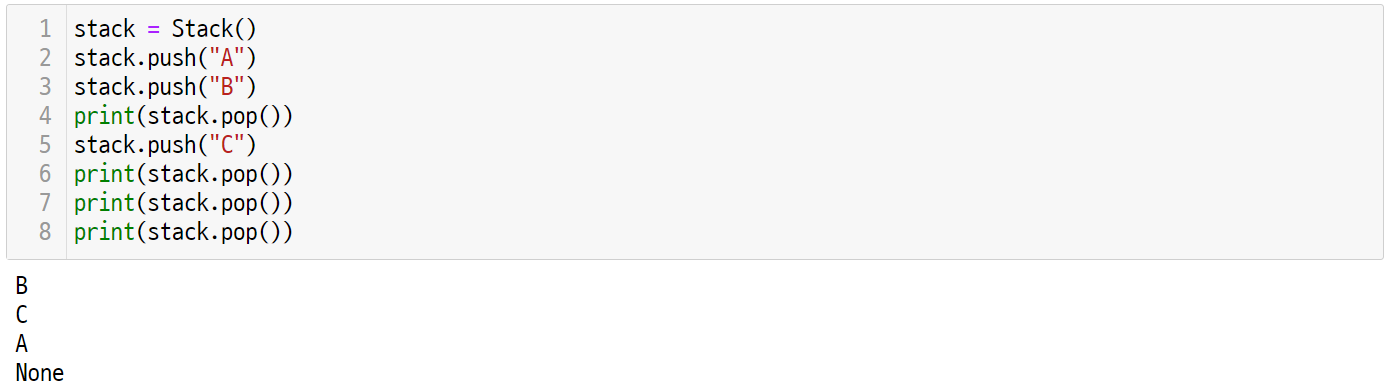 1 stack = Stack()
2 stack.push("A")
3 stack.push("B")
4 print(stack.pop())
5 stack.push("C")
6 print(stack.pop())
7 print(stack.pop())
8 print(stack.pop())
B
C
A
None